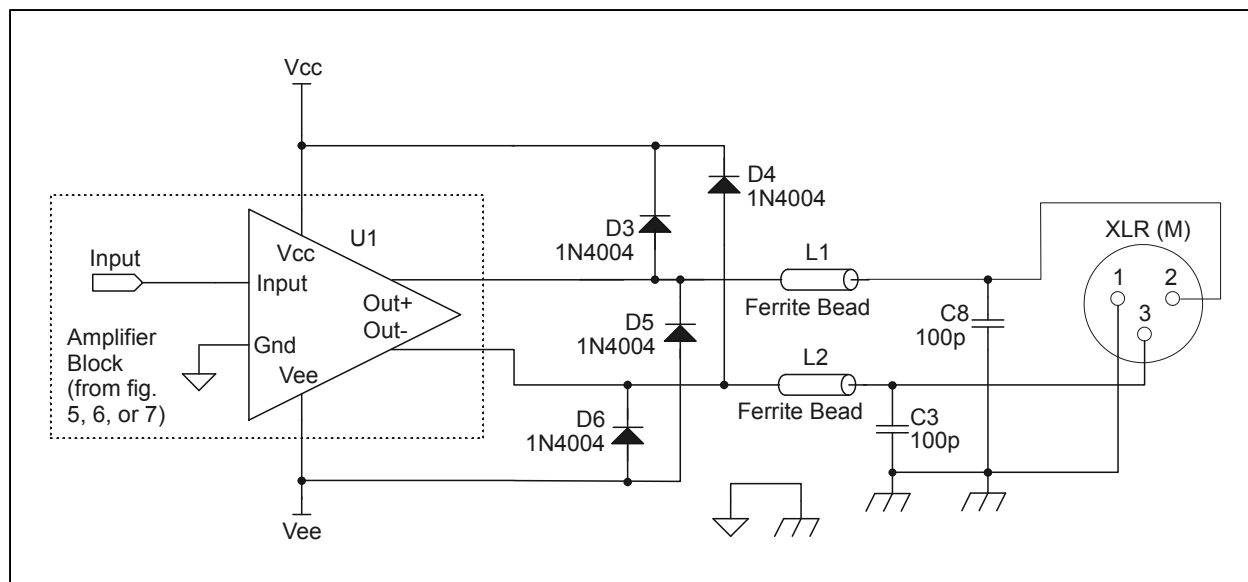 Vcc
D4
1N4004
D3
1N4004
XLR (M)
Input
U1
Vcc
Input
L1
1
2
3
Out+
Out-
Ferrite Bead
D5
1N4004
C8
100p
Amplifier
Block
(from fig.
5, 6, or 7)
Gnd
Vee
L2
Ferrite Bead
D6
1N4004
C3
100p
Vee